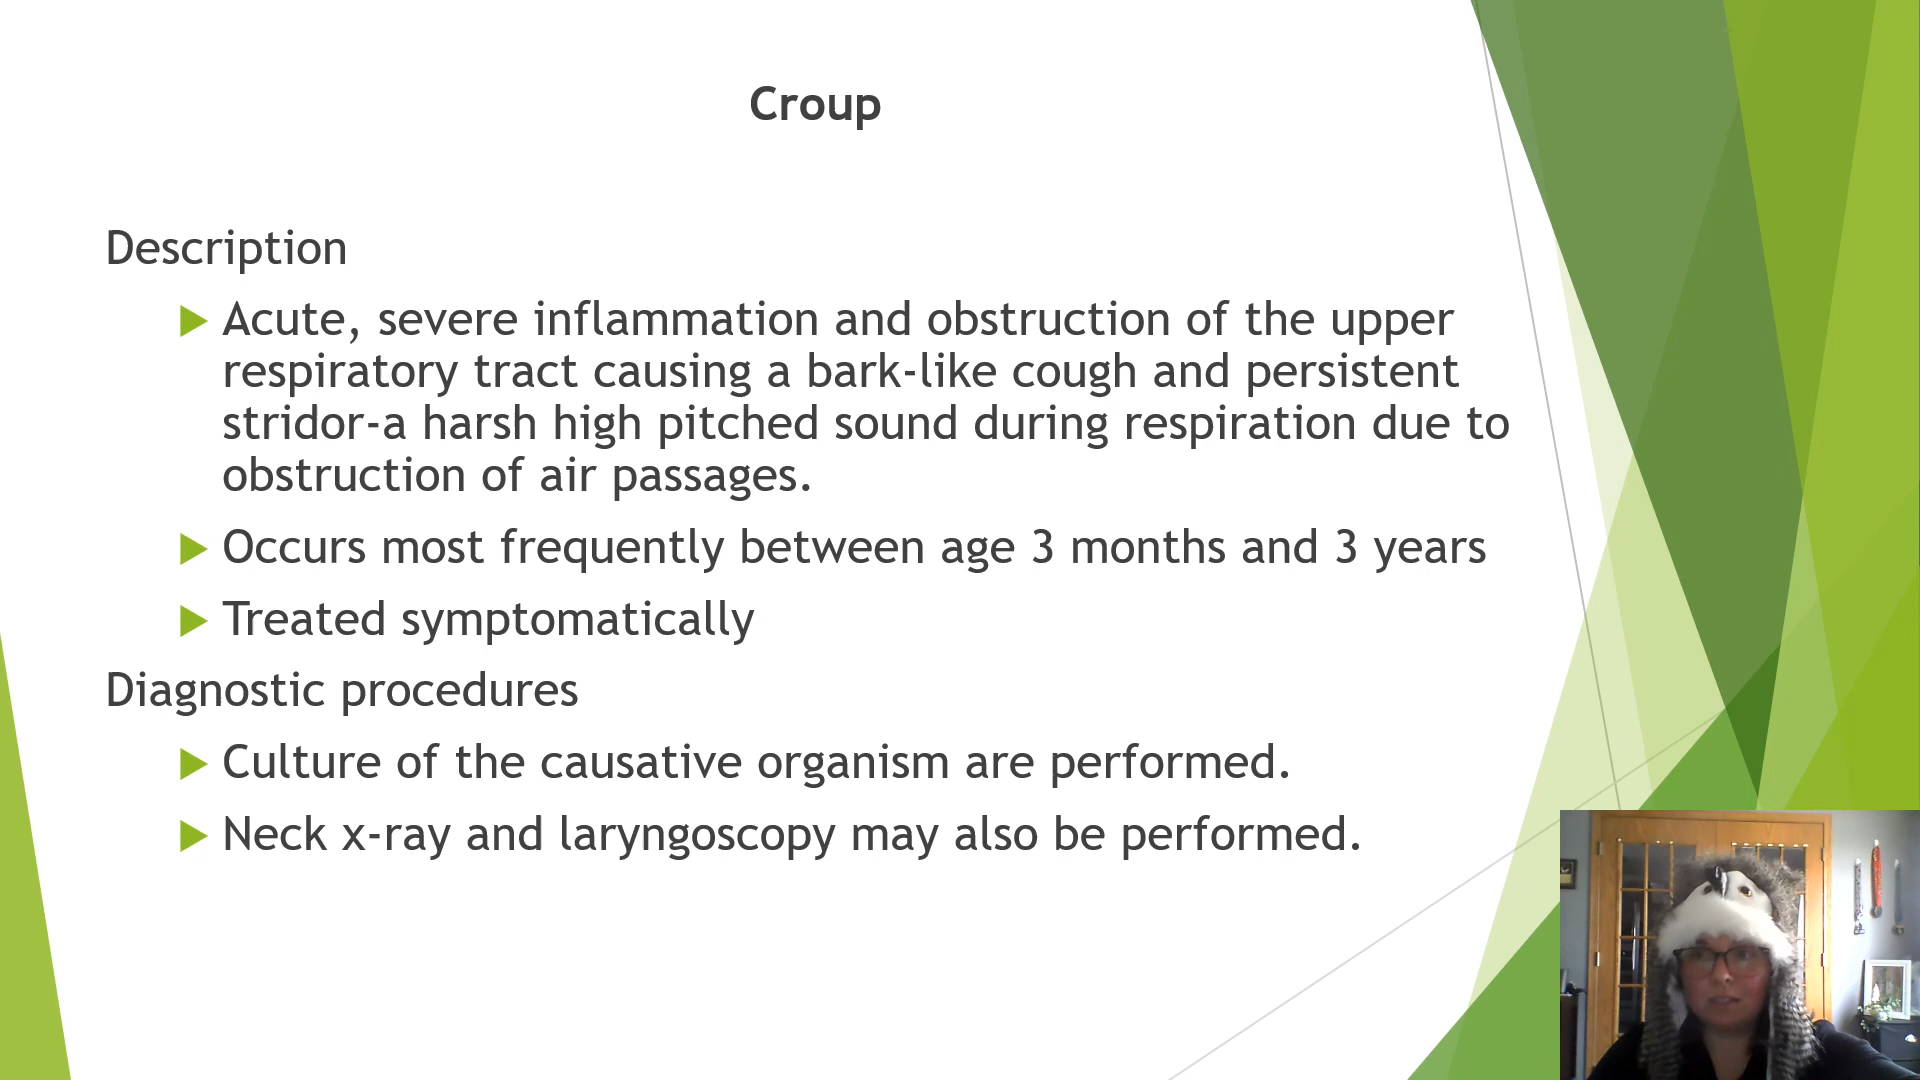 Croup
Description
Acute, severe inflammation and obstruction of the upper
respiratory tract causing a bark-like cough and persistent
stridor-a harsh high pitched sound during respiration due to
obstruction of air passages.
Occurs most frequently between age 3 months and 3 years
Treated symptomatically
Diagnostic procedures
Culture of the causative organism are performed.
Neck x-ray and laryngoscopy may also be performed.